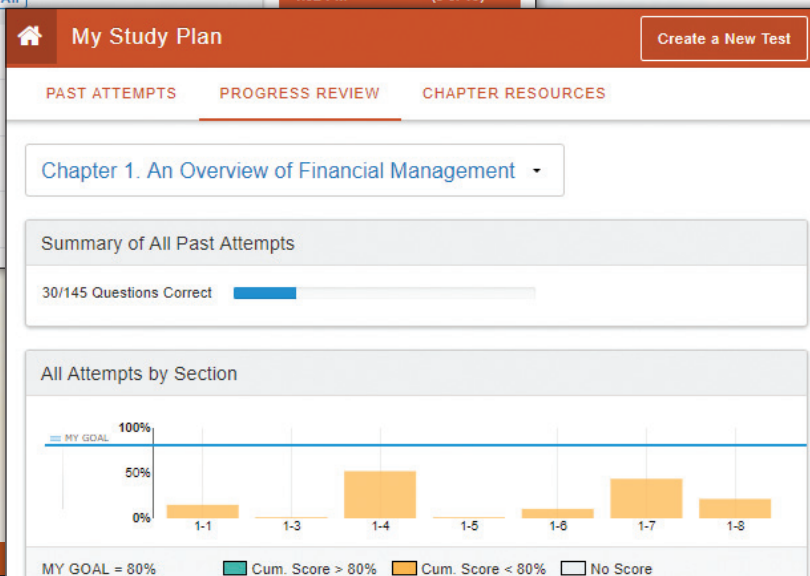 All
My Study Plan
Create a New Test
PAST ATTEMPTS PROGRESS REVIEW CHAPTER RESOURCES
Chapter 1. An Overview of Financial Management
Summary of All Past Attempts
30/145 Questions Correct
All Attempts by Section
MY GOAL
100%
50%
0%
1-1 1-3 1-4 1-5 1-6 1-7 1-8
MY GOAL = 80% Cum. Score > 80% Cum. Score < 80% No Score